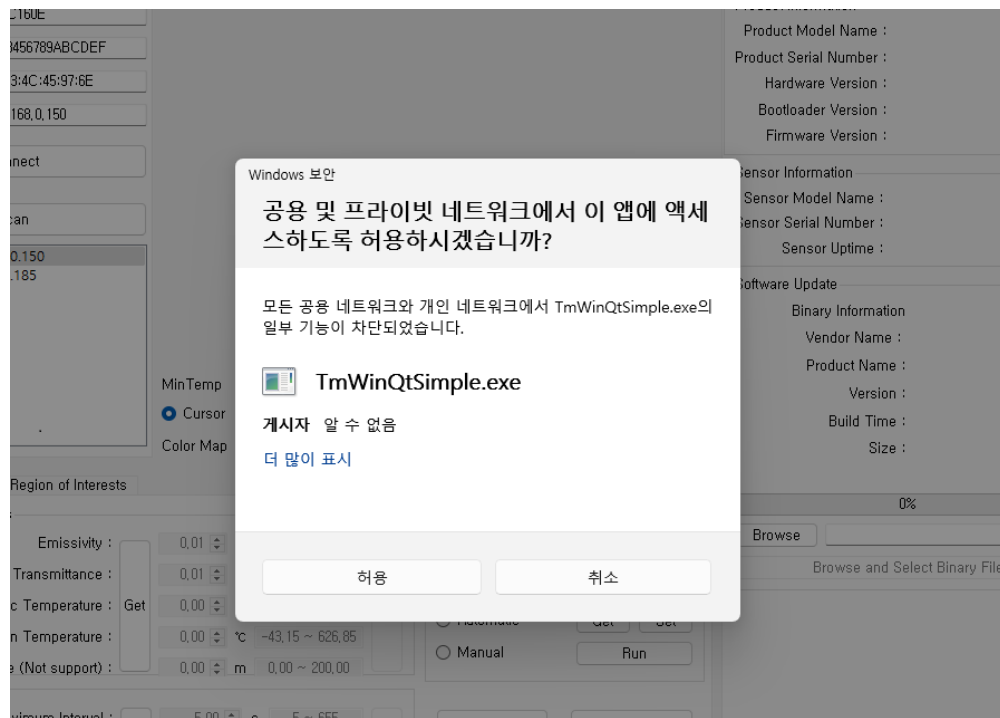 C160E
3456789ABCDEF
3:4C:45:97:6E
168,0,150
nnect
can
0.150
.185
Product Model Name :
Product Serial Number :
Hardware Version :
Bootloader Version :
Firmware Version :
Sensor Information
Sensor Model Name :
Sensor Serial Number :
Sensor Uptime :
Software Update
Binary Information
Vendor Name :
Product Name :
Version :
Build Time :
Size :
0%
Browse
Browse and Select Binary File
Windows 보안
공용 및 프라이빗 네트워크에서 이 앱에 액세
스하도록 허용하시겠습니까?
모든 공용 네트워크와 개인 네트워크에서 TmWinQtSimple.exe의
일부 기능이 차단되었습니다.
TmWinQtSimple.exe
게시자 알 수 없음
더 많이 표시
허용 취소
MinTemp
Cursor
Color Map
Region of Interests
Emissivity : 0,01
Transmittance : 0,01
c Temperature : Get 0,00
n Temperature : 0,00 ℃ -43,15 ~ 626,85
e (Not support) : 0,00 m 0,00 ~ 200,00
Manual Run